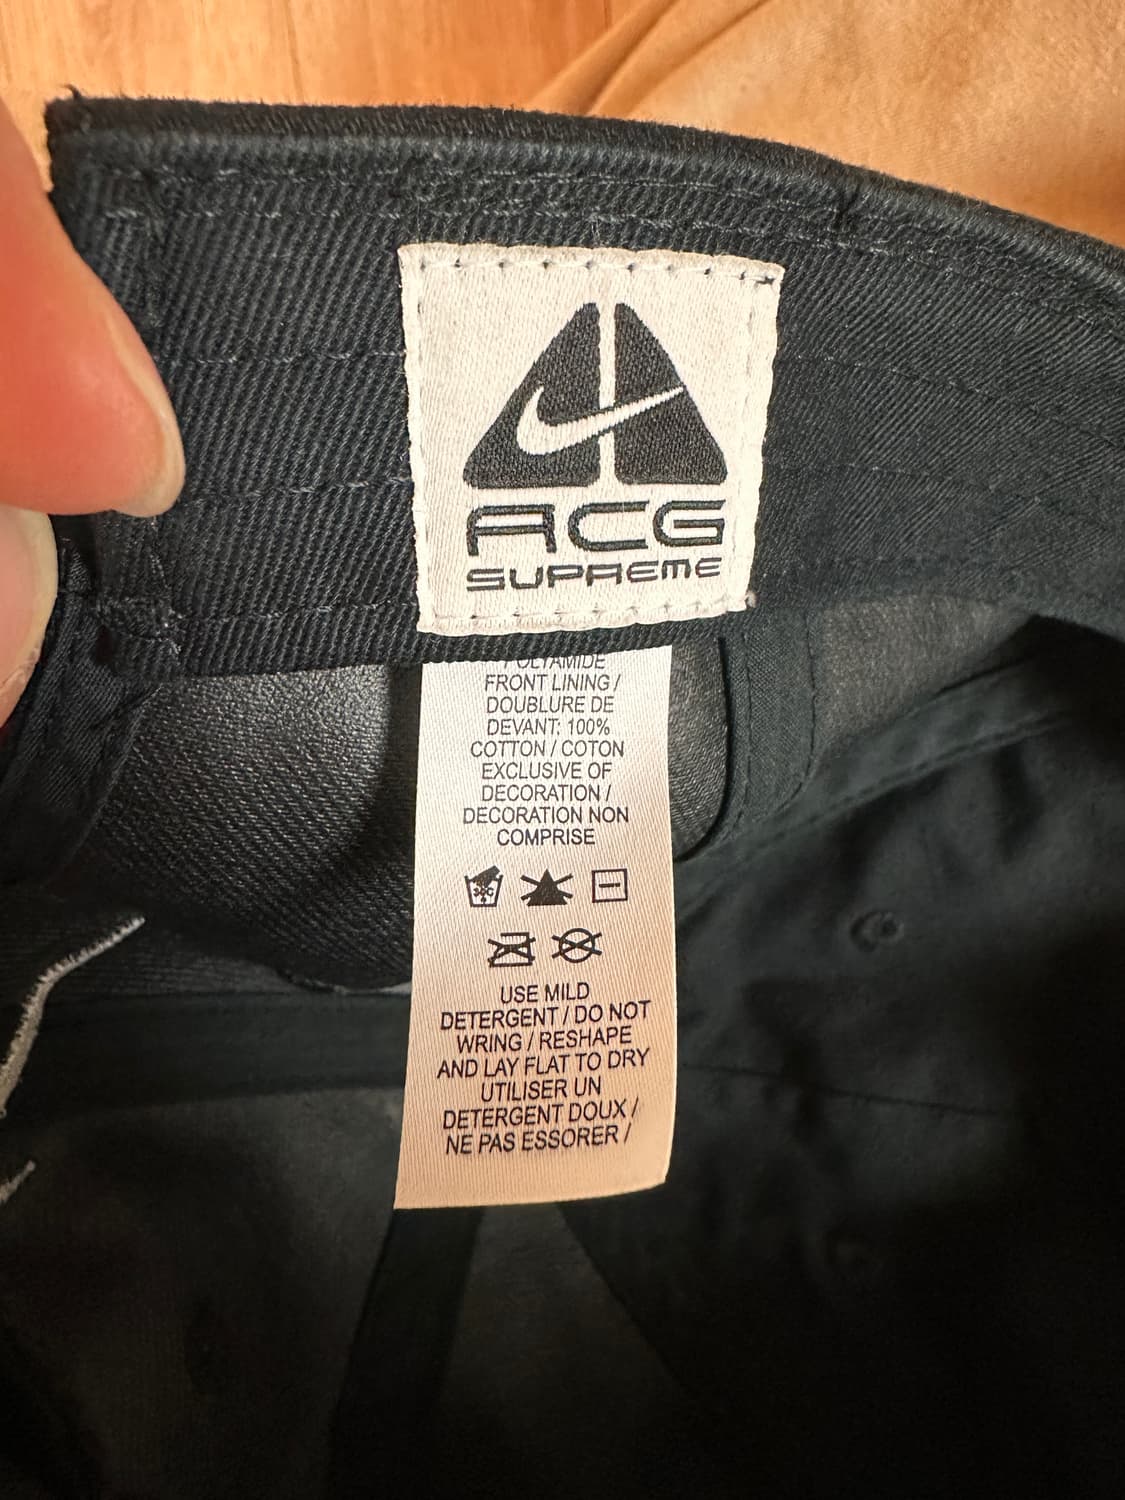 ACG
SUPREME
POLYAMIDE
FRONT LINING /
DOUBLURE DE
DEVANT: 100%
COTTON / COTON
EXCLUSIVE OF
DECORATION /
DECORATION NON
COMPRISE
USE MILD
DETERGENT / DO NOT
WRING / RESHAPE
AND LAY FLAT TO DRY
UTILISER UN
DETERGENT DOUX /
NE PAS ESSORER /